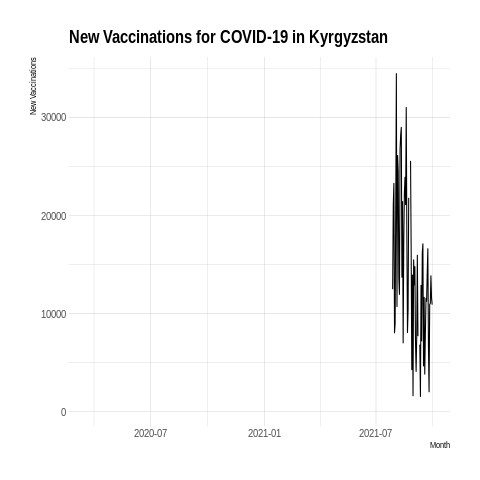 New Vaccinations for COVID-19 in Kyrgyzstan
New Vaccinations
30000
20000
10000
0
2020-07 2021-01 2021-07
Month